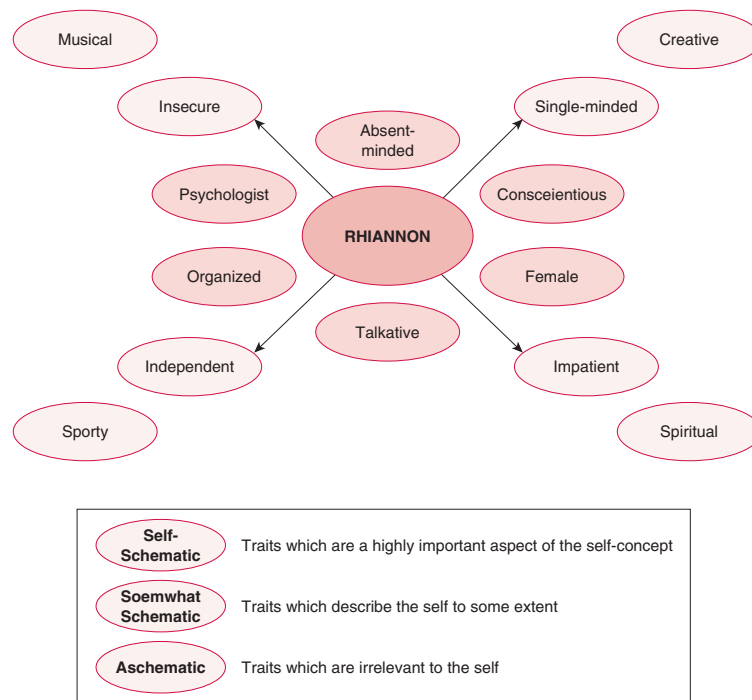 Musical
Creative
Insecure
Single-minded
Absent-
minded
Psychologist
Consceientious
RHIANNON
Organized
Female
Talkative
Independent
Impatient
Sporty
Spiritual
Self-
Schematic
Traits which are a highly important aspect of the self-concept
Soemwhat
Schematic
Traits which describe the self to some extent
Aschematic
Traits which are irrelevant to the self